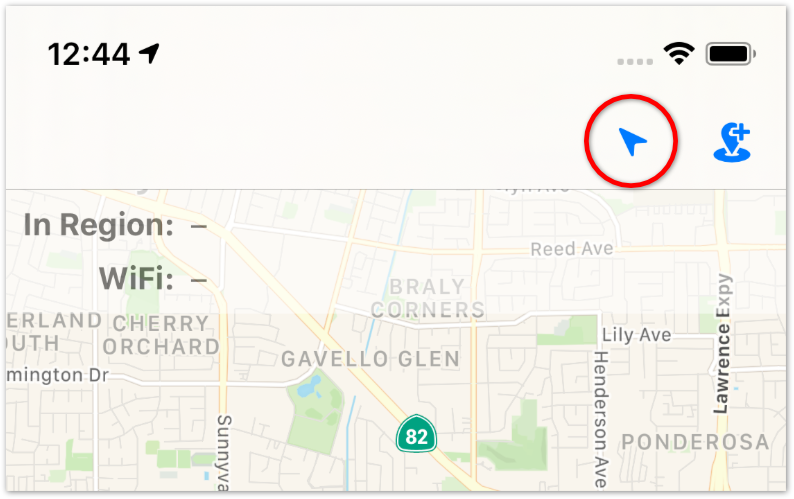 12:44
In Region: –
Reed Ave
WiFi: –
BRALY
CORNERS
ERLAND
OUTH
CHERRY
ORCHARD
Lily Ave
GAVELLO GLEN
mington Dr
Lawrence Expy
Henderson Ave
82
Sunnyva
PONDEROSA